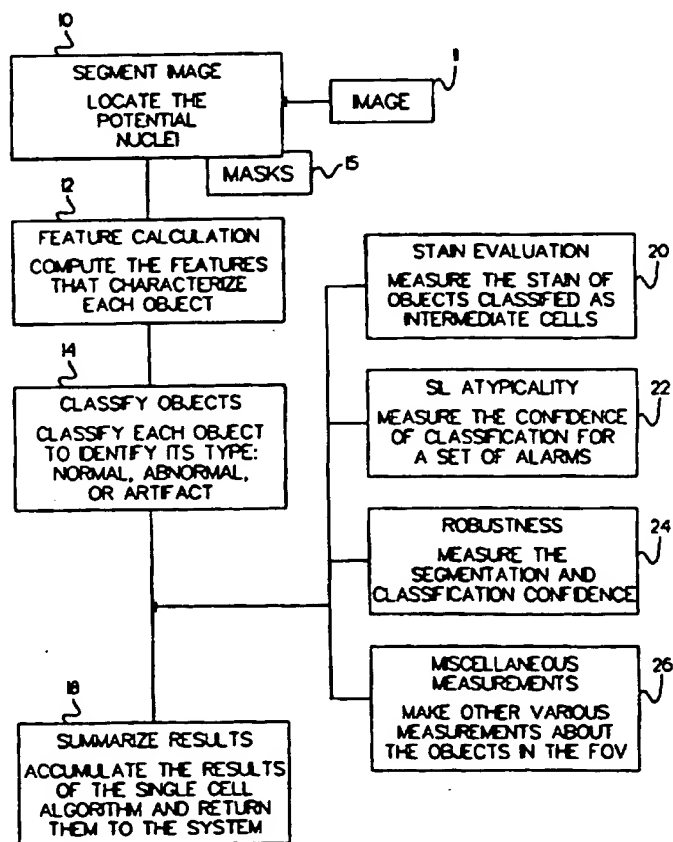 10
SEGMENT IMAGE
LOCATE THE
POTENTIAL
NUCLEI
11
IMAGE
MASKS
15
12
FEATURE CALCULATION
COMPUTE THE FEATURES
THAT CHARACTERIZE
EACH OBJECT
14
CLASSIFY OBJECTS
CLASSIFY EACH OBJECT
TO IDENTIFY ITS TYPE:
NORMAL, ABNORMAL,
OR ARTIFACT
STAIN EVALUATION
MEASURE THE STAIN OF
OBJECTS CLASSIFIED AS
INTERMEDIATE CELLS
20
SIL ATYPICALITY
MEASURE THE CONFIDENCE
OF CLASSIFICATION FOR
A SET OF ALARMS
22
ROBUSTNESS
MEASURE THE
SEGMENTATION AND
CLASSIFICATION CONFIDENCE
24
MISCELLANEOUS
MEASUREMENTS
MAKE OTHER VARIOUS
MEASUREMENTS ABOUT
THE OBJECTS IN THE FOV
26
18
SUMMARIZE RESULTS
ACCUMULATE THE RESULTS
OF THE SINGLE CELL
ALGORITHM AND RETURN
THEM TO THE SYSTEM